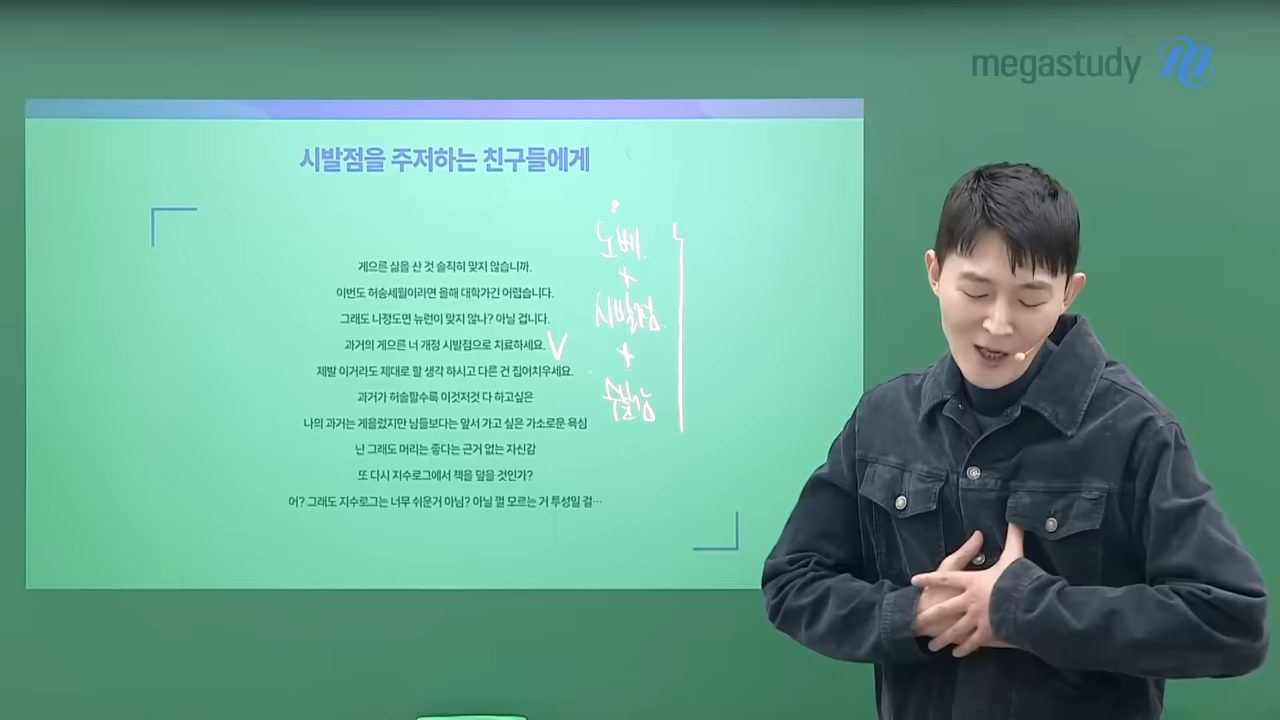 megastudy
시발점을 주저하는 친구들에게
게으른 삶을 산 것 솔직히 맞지 않습니까.
이번도 허송세월이라면 올해 대학가긴 어렵습니다.
그래도 나정도면 뉴런이 맞지 않나? 아닐 겁니다.
과거의 게으른 너 개정 시발점으로 치료하세요.
제발 이거라도 제대로 할 생각 하시고 다른 건 집어치우세요.
과거가 허술할수록 이것저것 다 하고싶은
나의 과거는 게을렀지만 남들보다는 앞서 가고 싶은 가소로운 욕심
난 그래도 머리는 좋다는 근거 없는 자신감
또 다시 지수로그에서 책을 덮을 것인가?
어? 그래도 지수로그는 너무 쉬운거 아님? 아닐 껄 모르는 거 투성일 걸…
V
노베
+
시발점
+